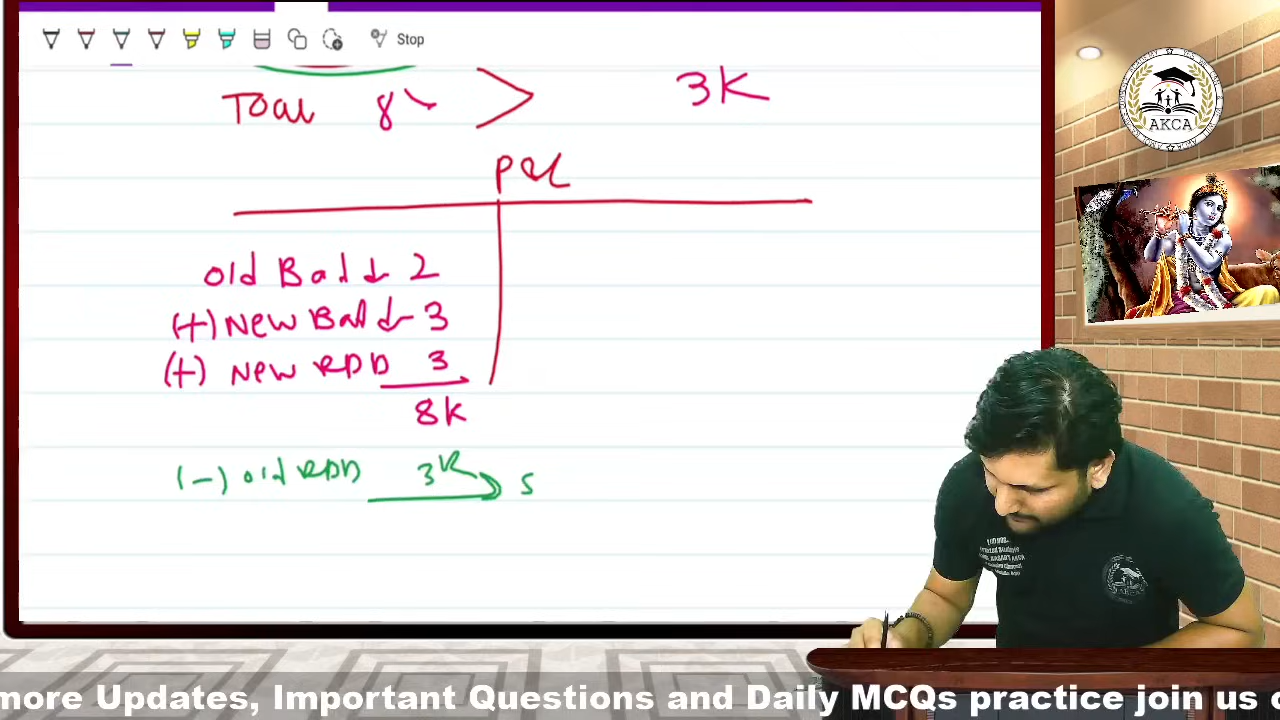 Stop
Total 8
3K
P&L
old Bad d 2
(+) New Bad d 3
(+) New RDD 3
8K
(-) old RDD 3K 5
AKCA
more Updates, Important Questions and Daily MCQs practice join us